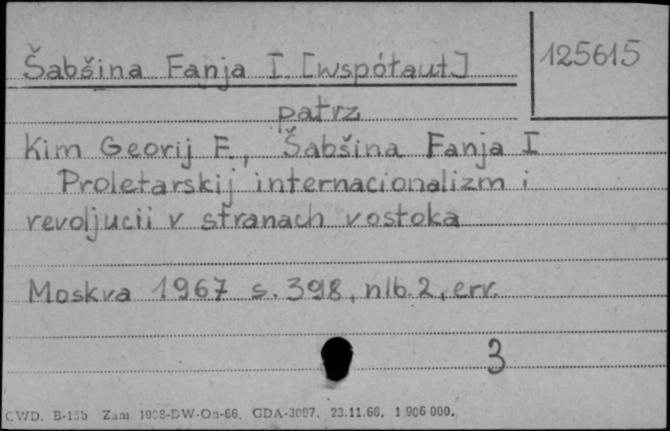 Šabšina Fanja I. [współaut.]
125615
patrz
Kim Georij F., Šabšina Fanja I
Proletarskij internacionalizm i
revoljucii v stranach vostoka
Moskva 1967 s. 398, nlb. 2, err.
3
CWD. B-15b Zam. 1098-DW-On-66. GDA-3097. 23.11.66. 1 906 000.